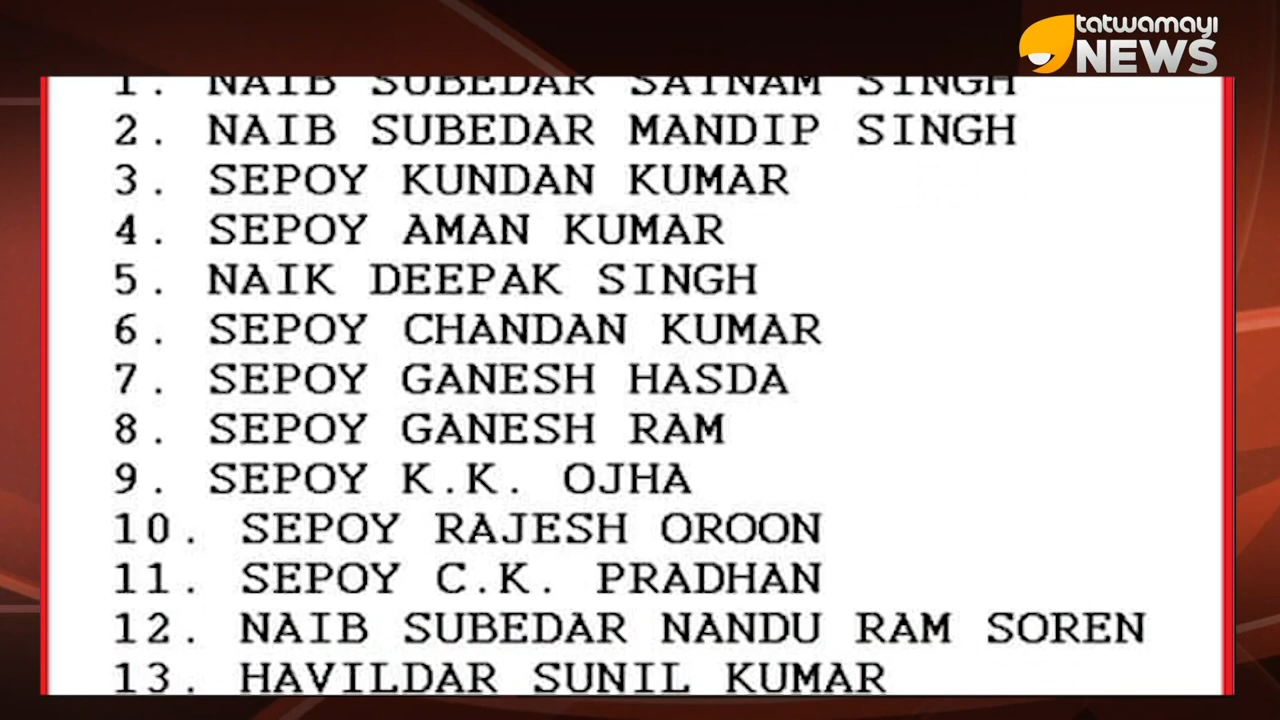 tatwamayi
NEWS
1. NAIB SUBEDAR SATNAM SINGH
2. NAIB SUBEDAR MANDIP SINGH
3. SEPOY KUNDAN KUMAR
4. SEPOY AMAN KUMAR
5. NAIK DEEPAK SINGH
6. SEPOY CHANDAN KUMAR
7. SEPOY GANESH HASDA
8. SEPOY GANESH RAM
9. SEPOY K.K. OJHA
10. SEPOY RAJESH OROON
11. SEPOY C.K. PRADHAN
12. NAIB SUBEDAR NANDU RAM SOREN
13. HAVILDAR SUNIL KUMAR